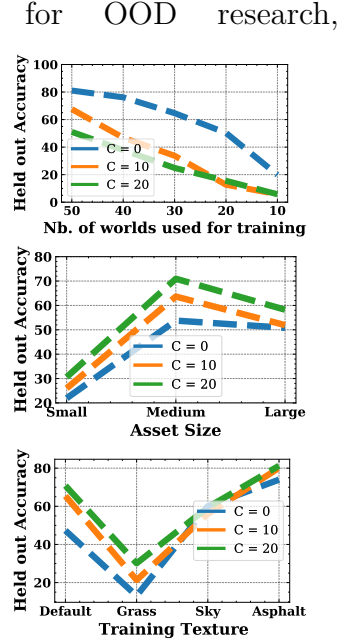 for OOD research,
100
80
60
40
20
0
Held out Accuracy
C = 0
C = 10
C = 20
50 40 30 20 10
Nb. of worlds used for training
80
70
60
50
40
30
20
Held out Accuracy
C = 0
C = 10
C = 20
Small Medium Large
Asset Size
80
60
40
20
Held out Accuracy
C = 0
C = 10
C = 20
Default Grass Sky Asphalt
Training Texture